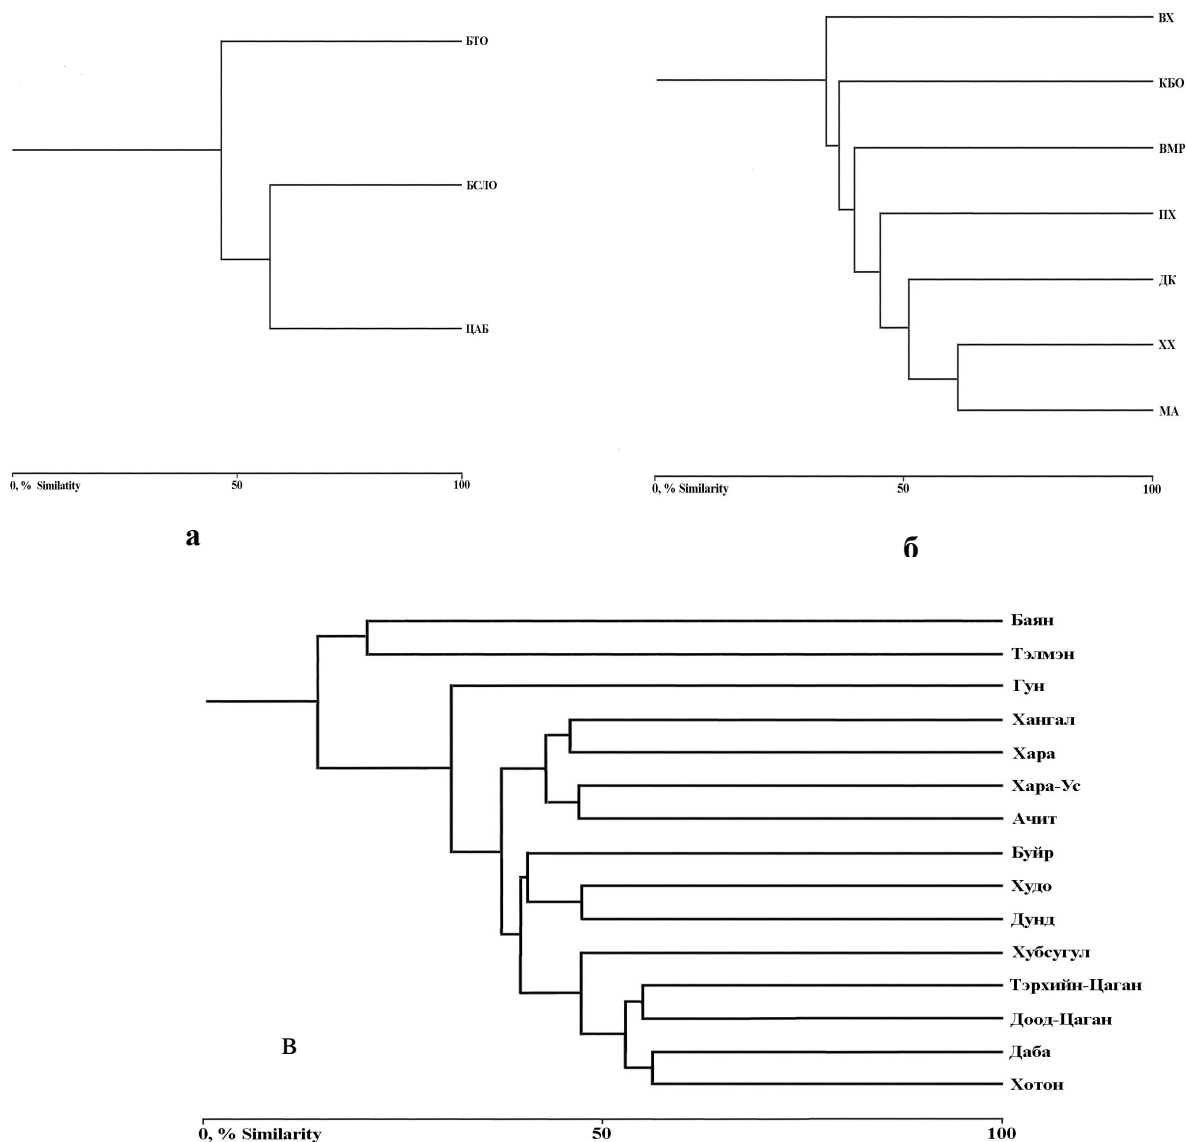 БТО
БСЛО
ЦАБ
0, % Similatity 50 100
а
ВХ
КБО
ВМР
ПХ
ДК
ХХ
МА
0, % Similarity 50 100
б
Баян
Тэлмэн
Гун
Хангал
Хара
Хара-Ус
Ачит
Буйр
Худо
Дунд
Хубсугул
Тэрхийн-Цаган
Доод-Цаган
Даба
Хотон
в
0, % Similarity 50 100